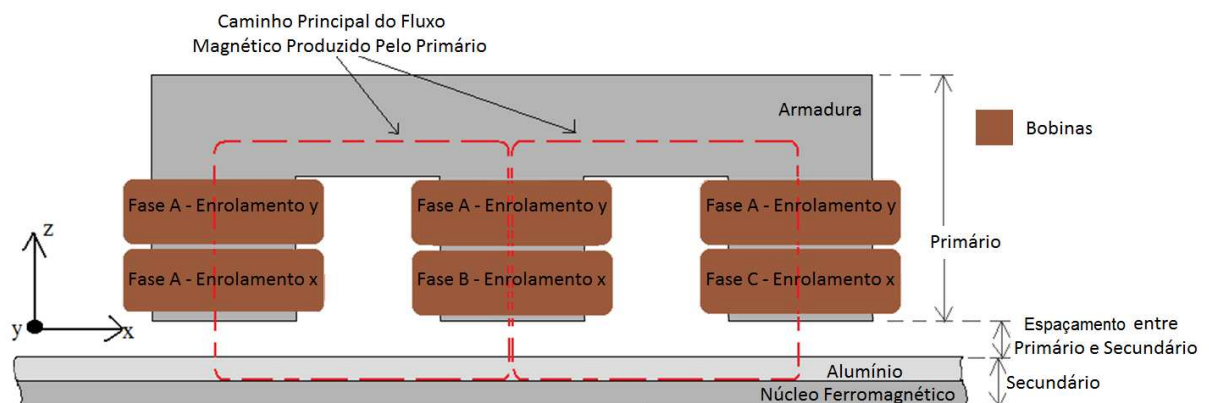 Caminho Principal do Fluxo
Magnético Produzido Pelo Primário
Armadura
Bobinas
Fase A - Enrolamento y
Fase A - Enrolamento y
Fase A - Enrolamento y
Fase A - Enrolamento x
Fase B - Enrolamento x
Fase C - Enrolamento x
Primário
z
y
x
Espaçamento entre
Primário e Secundário
Alumínio
Secundário
Núcleo Ferromagnético